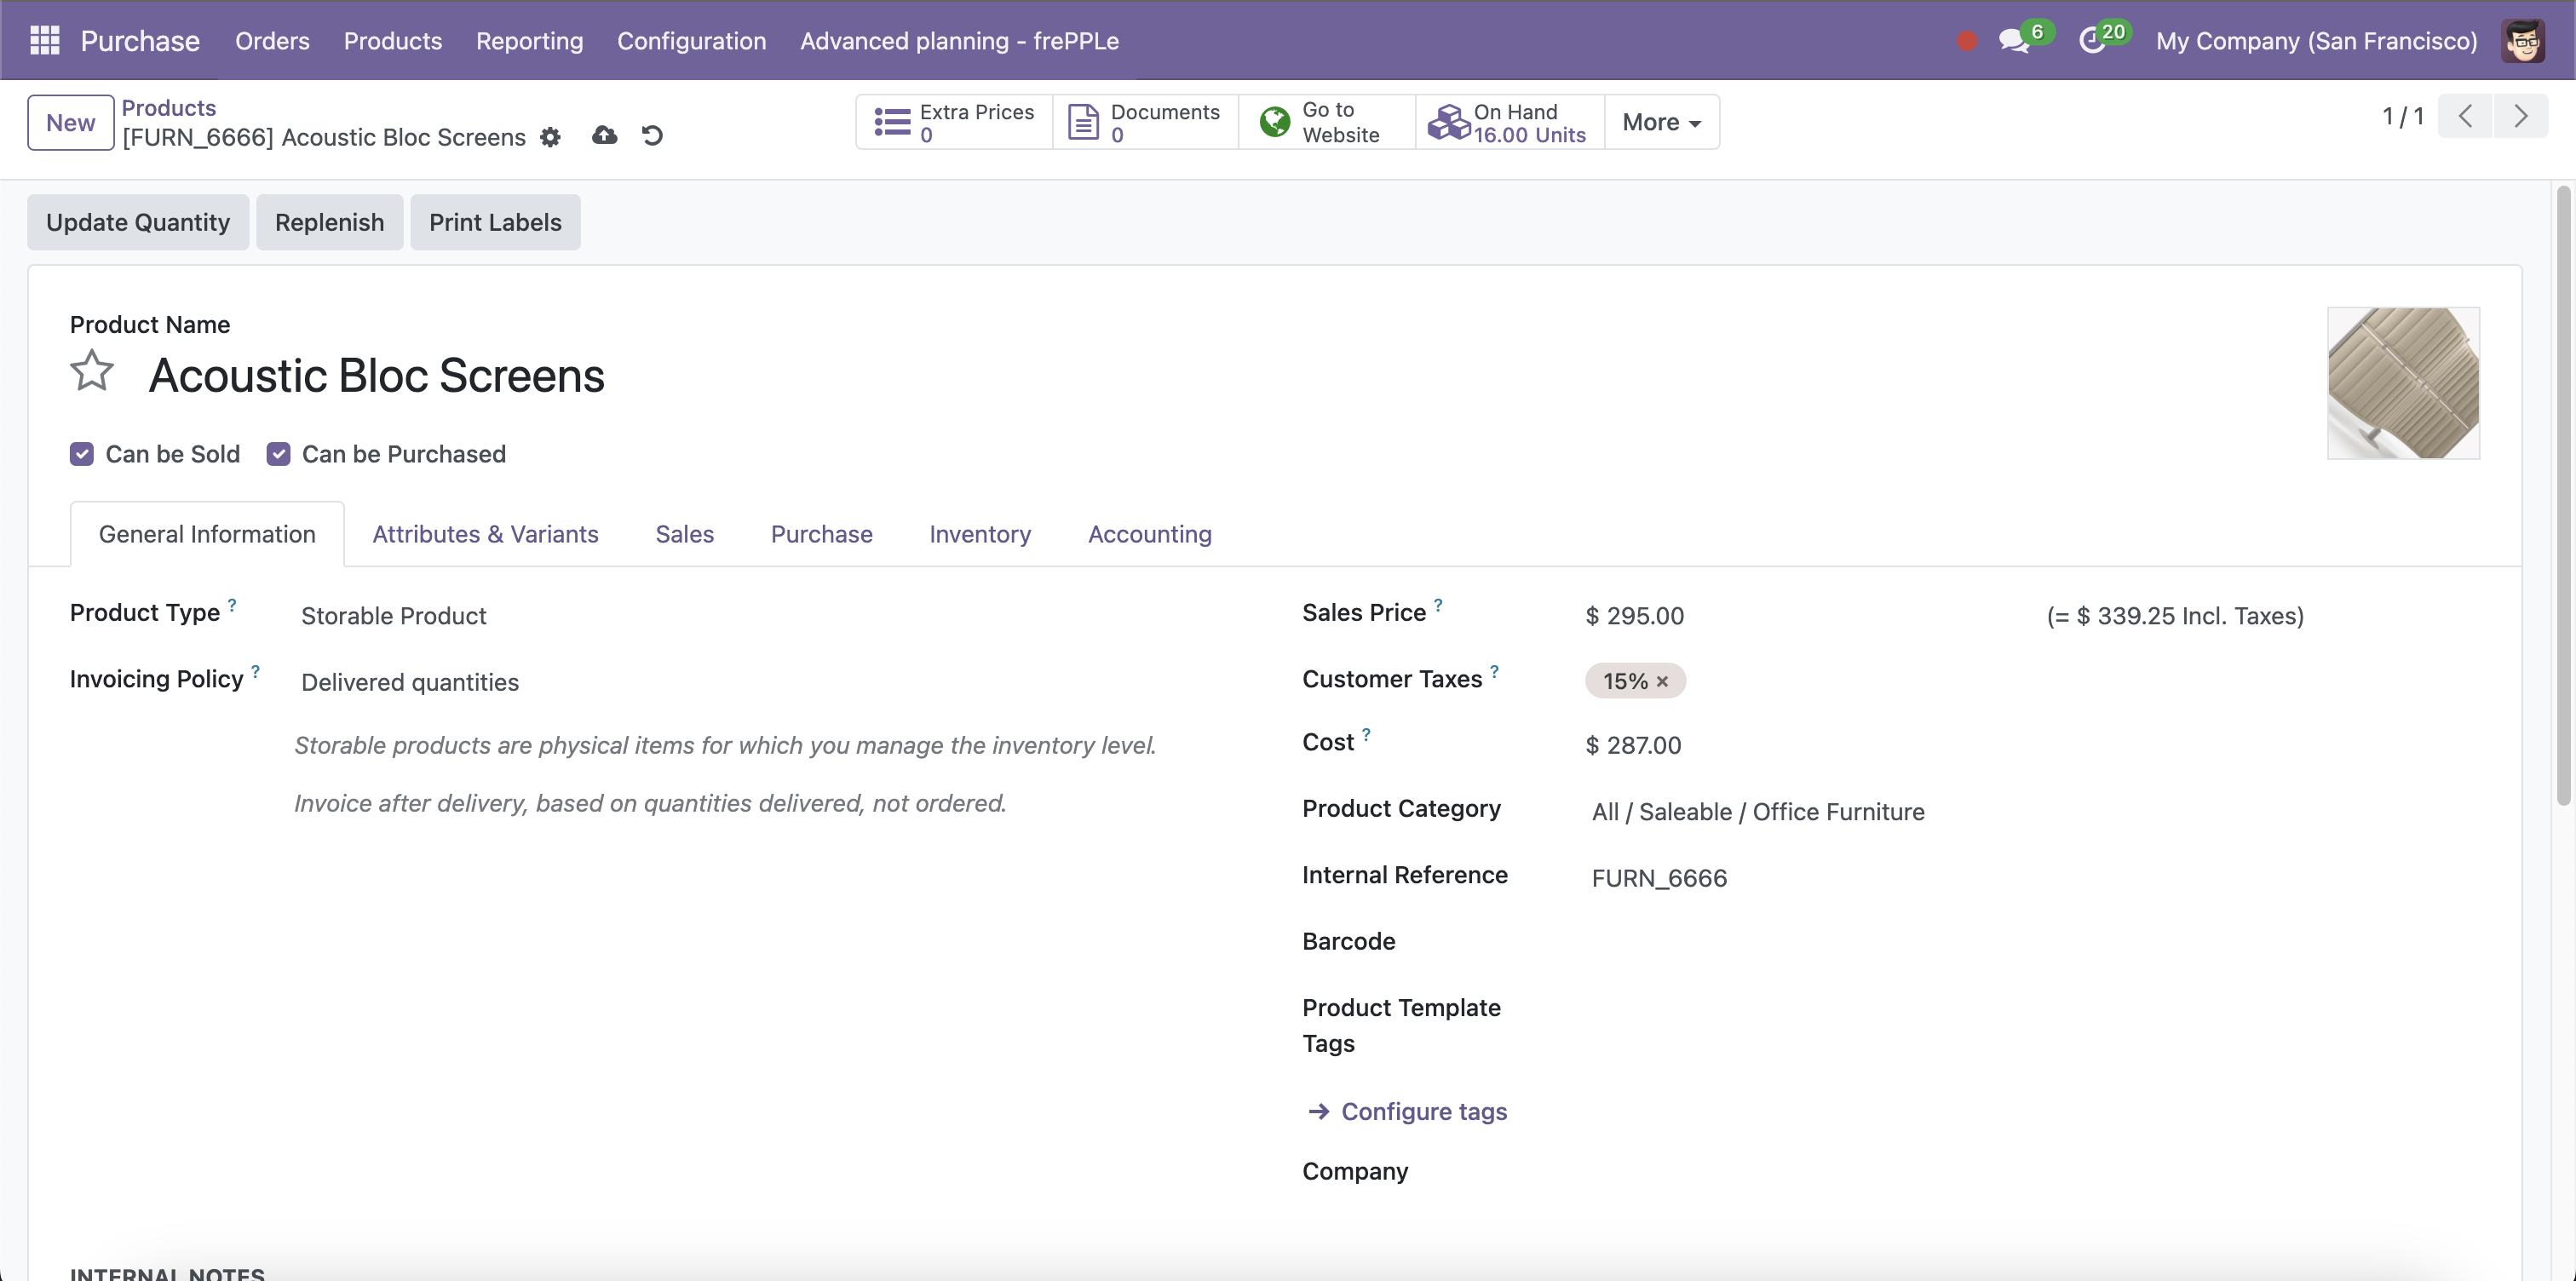 Purchase Orders Products Reporting Configuration Advanced planning - frePPLe 6 20 My Company (San Francisco)
New Products
[FURN_6666] Acoustic Bloc Screens
Extra Prices
0
Documents
0
Go to
Website
On Hand
16.00 Units
More
1 / 1
Update Quantity Replenish Print Labels
Product Name
Acoustic Bloc Screens
Can be Sold Can be Purchased
General Information Attributes & Variants Sales Purchase Inventory Accounting
Product Type ? Storable Product
Invoicing Policy ? Delivered quantities
Storable products are physical items for which you manage the inventory level.
Invoice after delivery, based on quantities delivered, not ordered.
Sales Price ? $ 295.00 (= $ 339.25 Incl. Taxes)
Customer Taxes ? 15% ×
Cost ? $ 287.00
Product Category All / Saleable / Office Furniture
Internal Reference FURN_6666
Barcode
Product Template
Tags
→ Configure tags
Company
INTERNAL NOTES